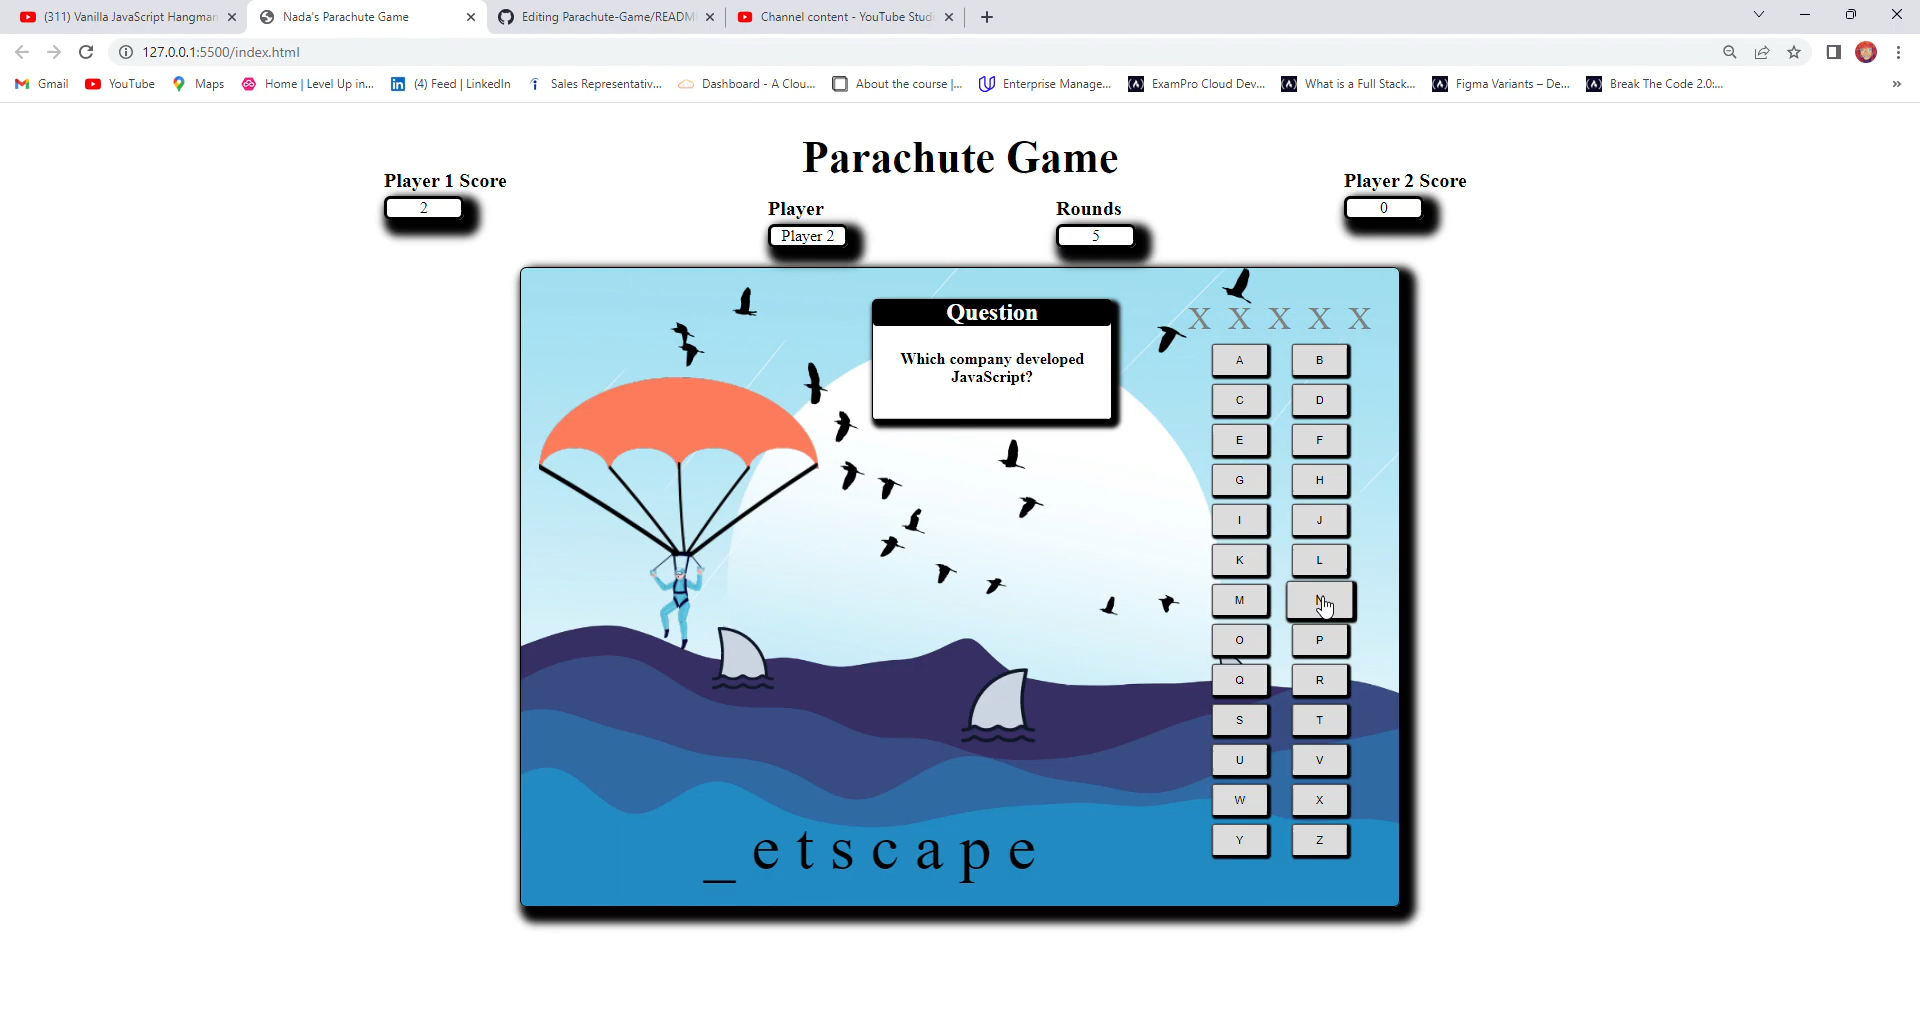 (311) Vanilla JavaScript Hangman
Nada's Parachute Game
Editing Parachute-Game/READM
Channel content - YouTube Studi
127.0.0.1:5500/index.html
Gmail
YouTube
Maps
Home | Level Up in...
(4) Feed | LinkedIn
Sales Representativ...
Dashboard - A Clou...
About the course |...
Enterprise Manage...
ExamPro Cloud Dev...
What is a Full Stack...
Figma Variants – De...
Break The Code 2.0:...
Parachute Game
Player 1 Score
2
Player
Player 2
Rounds
5
Player 2 Score
0
Question
Which company developed
JavaScript?
X X X X X
A B
C D
E F
G H
I J
K L
M N
O P
Q R
S T
U V
W X
Y Z
_ e t s c a p e